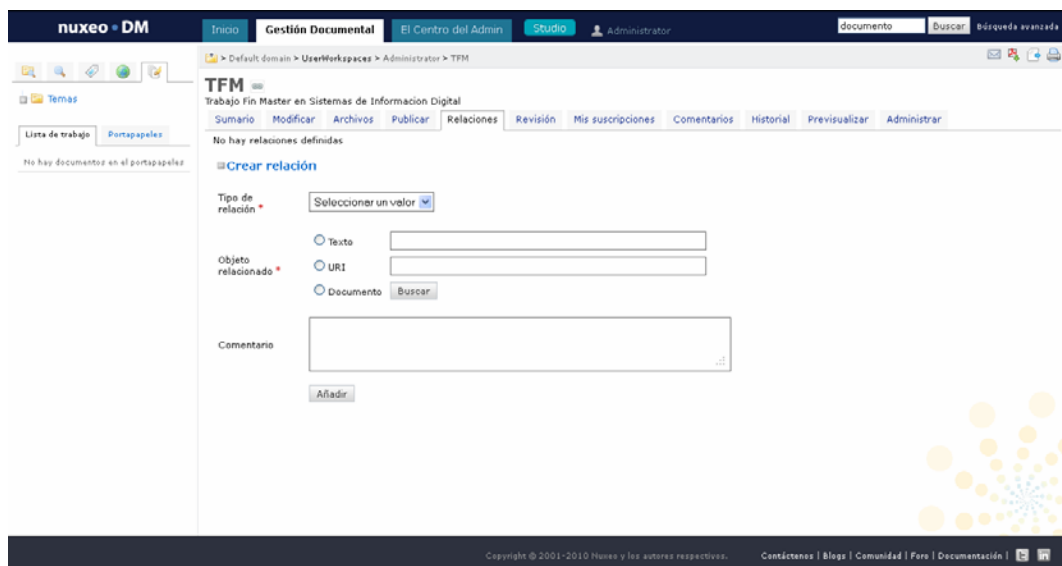 nuxeo DM
Inicio Gestión Documental El Centro del Admin Studio Administrator documento Buscar Búsqueda avanzada
> Default domain > UserWorkspaces > Administrator > TFM
Temas
TFM
Trabajo Fin Master en Sistemas de Informacion Digital
Lista de trabajo Portapapeles
No hay documentos en el portapapeles
Sumario Modificar Archivos Publicar Relaciones Revisión Mis suscripciones Comentarios Historial Previsualizar Administrar
No hay relaciones definidas
Crear relación
Tipo de
relación *
Seleccionar un valor
Objeto
relacionado *
Texto
URI
Documento Buscar
Comentario
Añadir
Copyright © 2001-2010 Nuxeo y los autores respectivos. Contáctenos | Blogs | Comunidad | Foro | Documentación |